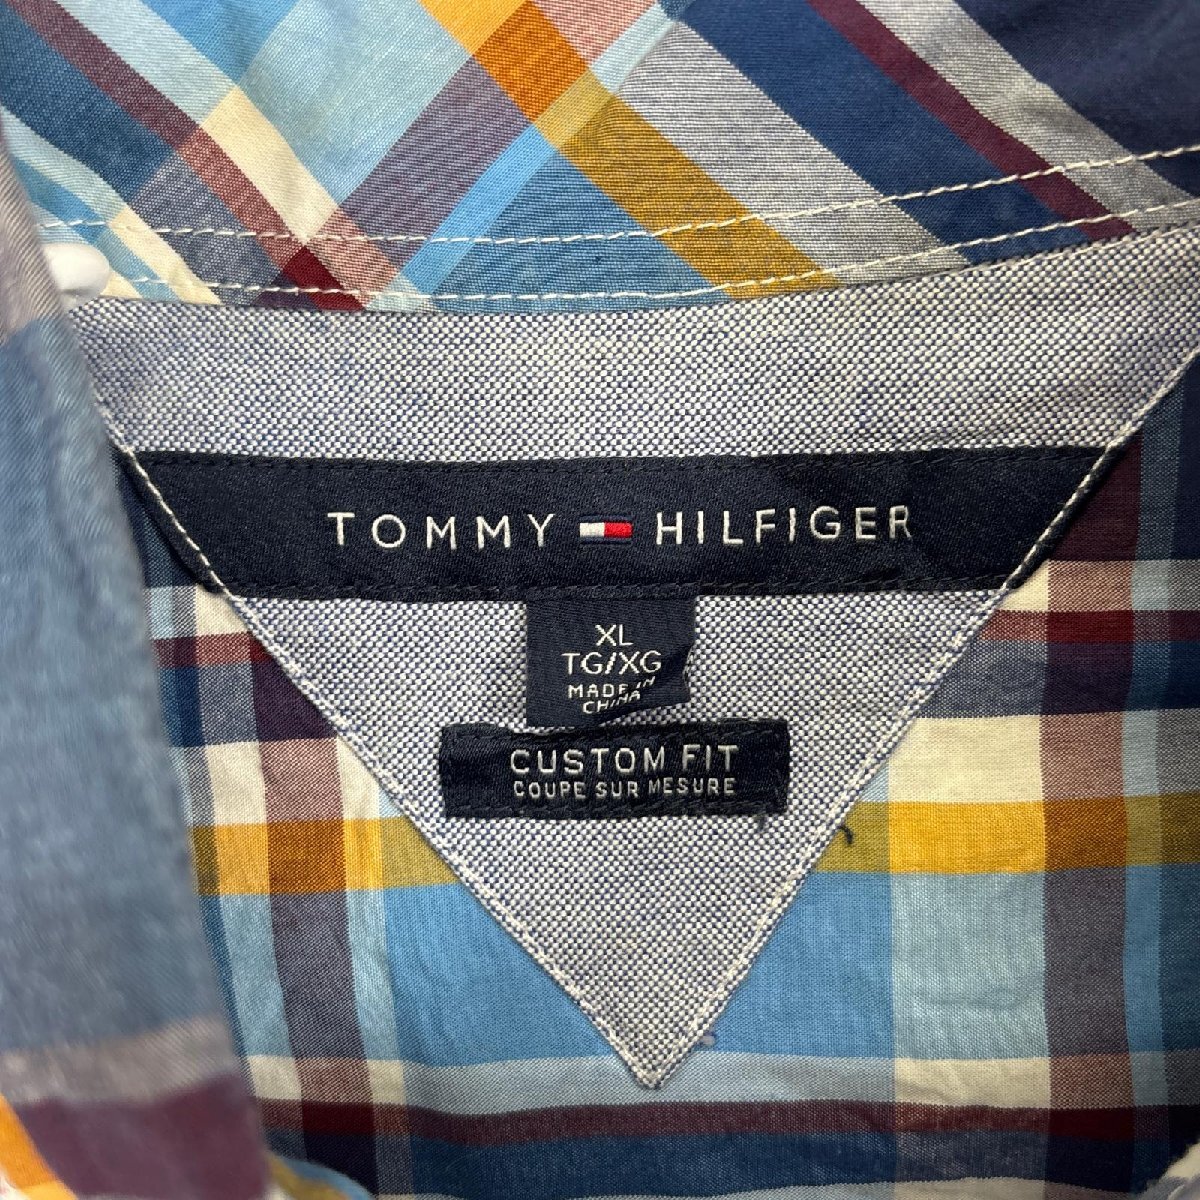 TOMMY HILFIGER
XL
TG/XG
MADE IN
CHINA
CUSTOM FIT
COUPE SUR MESURE